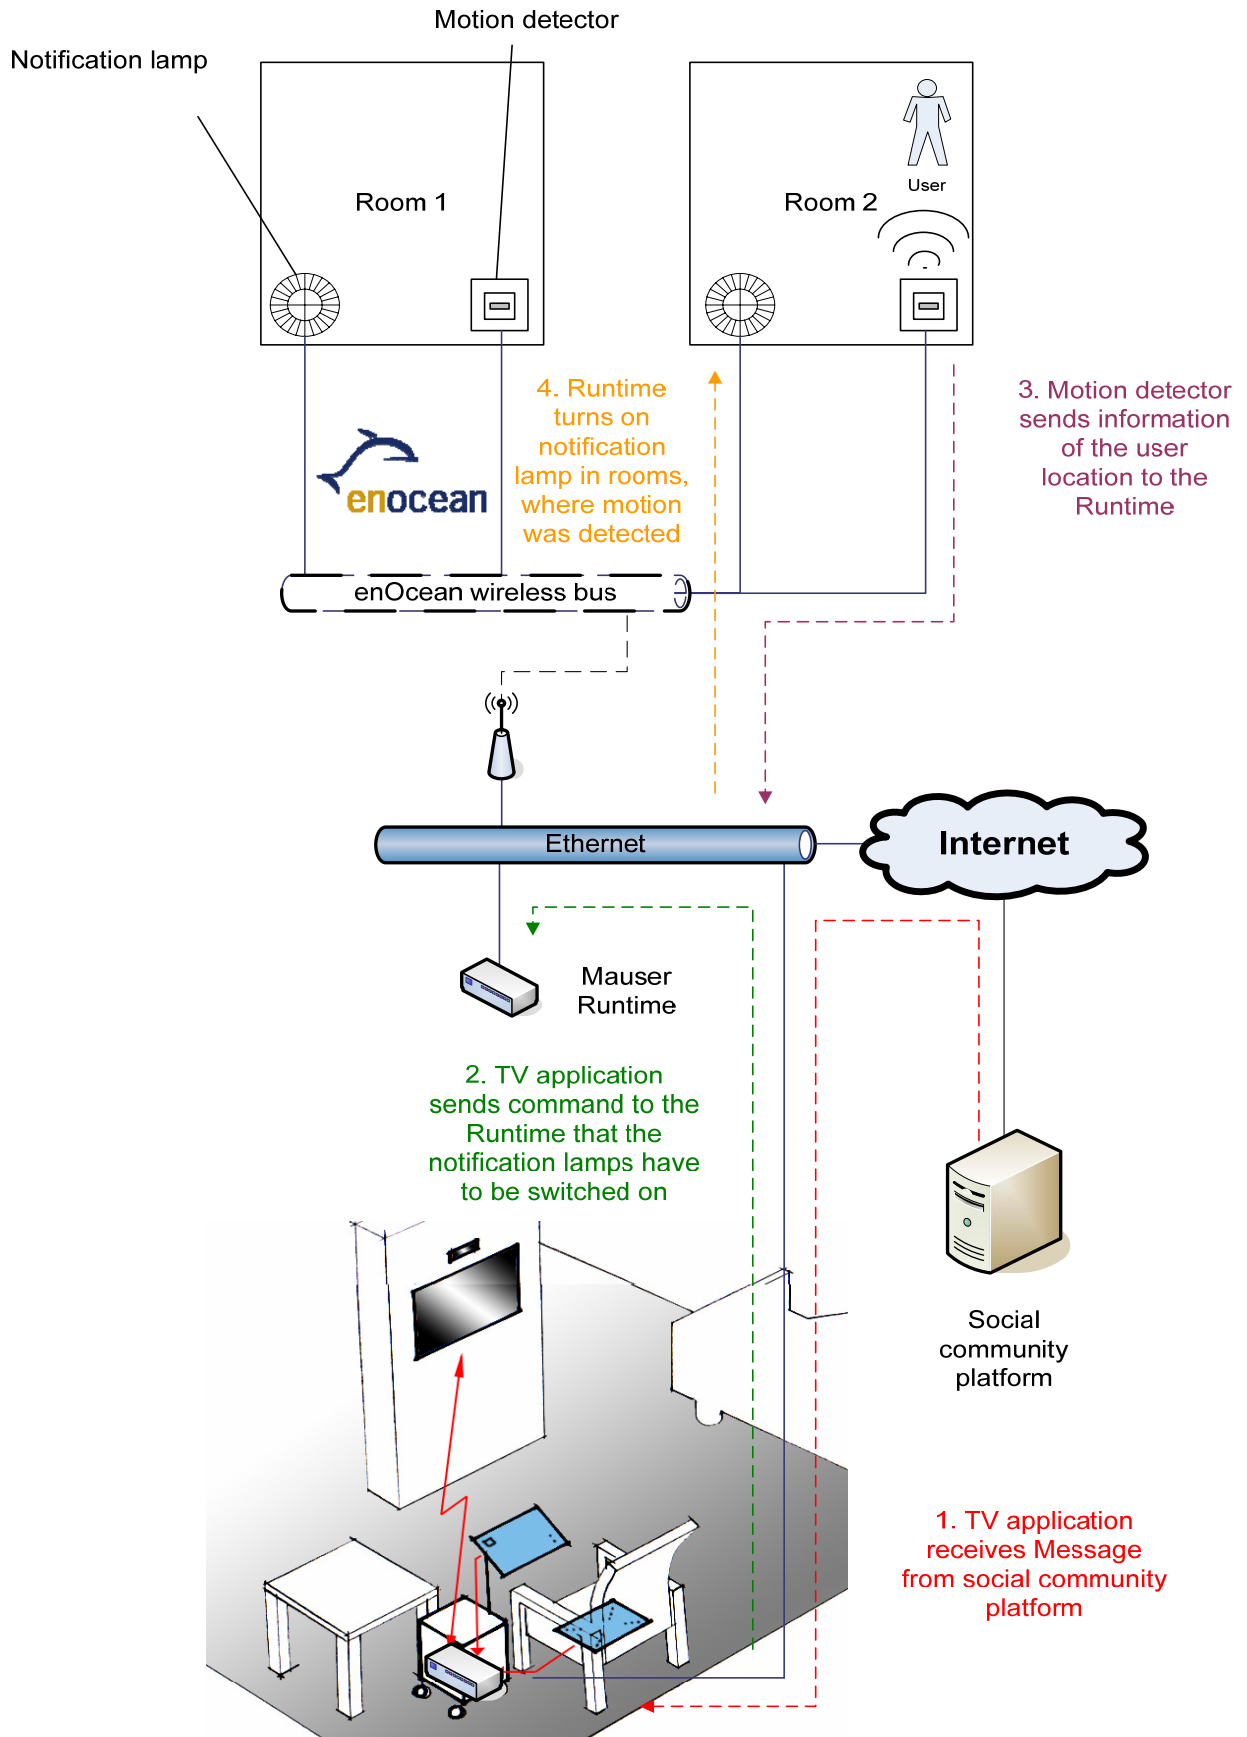 Motion detector
Notification lamp
Room 1
Room 2
User
4. Runtime
turns on
notification
lamp in rooms,
where motion
was detected
3. Motion detector
sends information
of the user
location to the
Runtime
enocean
enOcean wireless bus
Ethernet
Internet
Mauser
Runtime
2. TV application
sends command to the
Runtime that the
notification lamps have
to be switched on
Social
community
platform
1. TV application
receives Message
from social community
platform